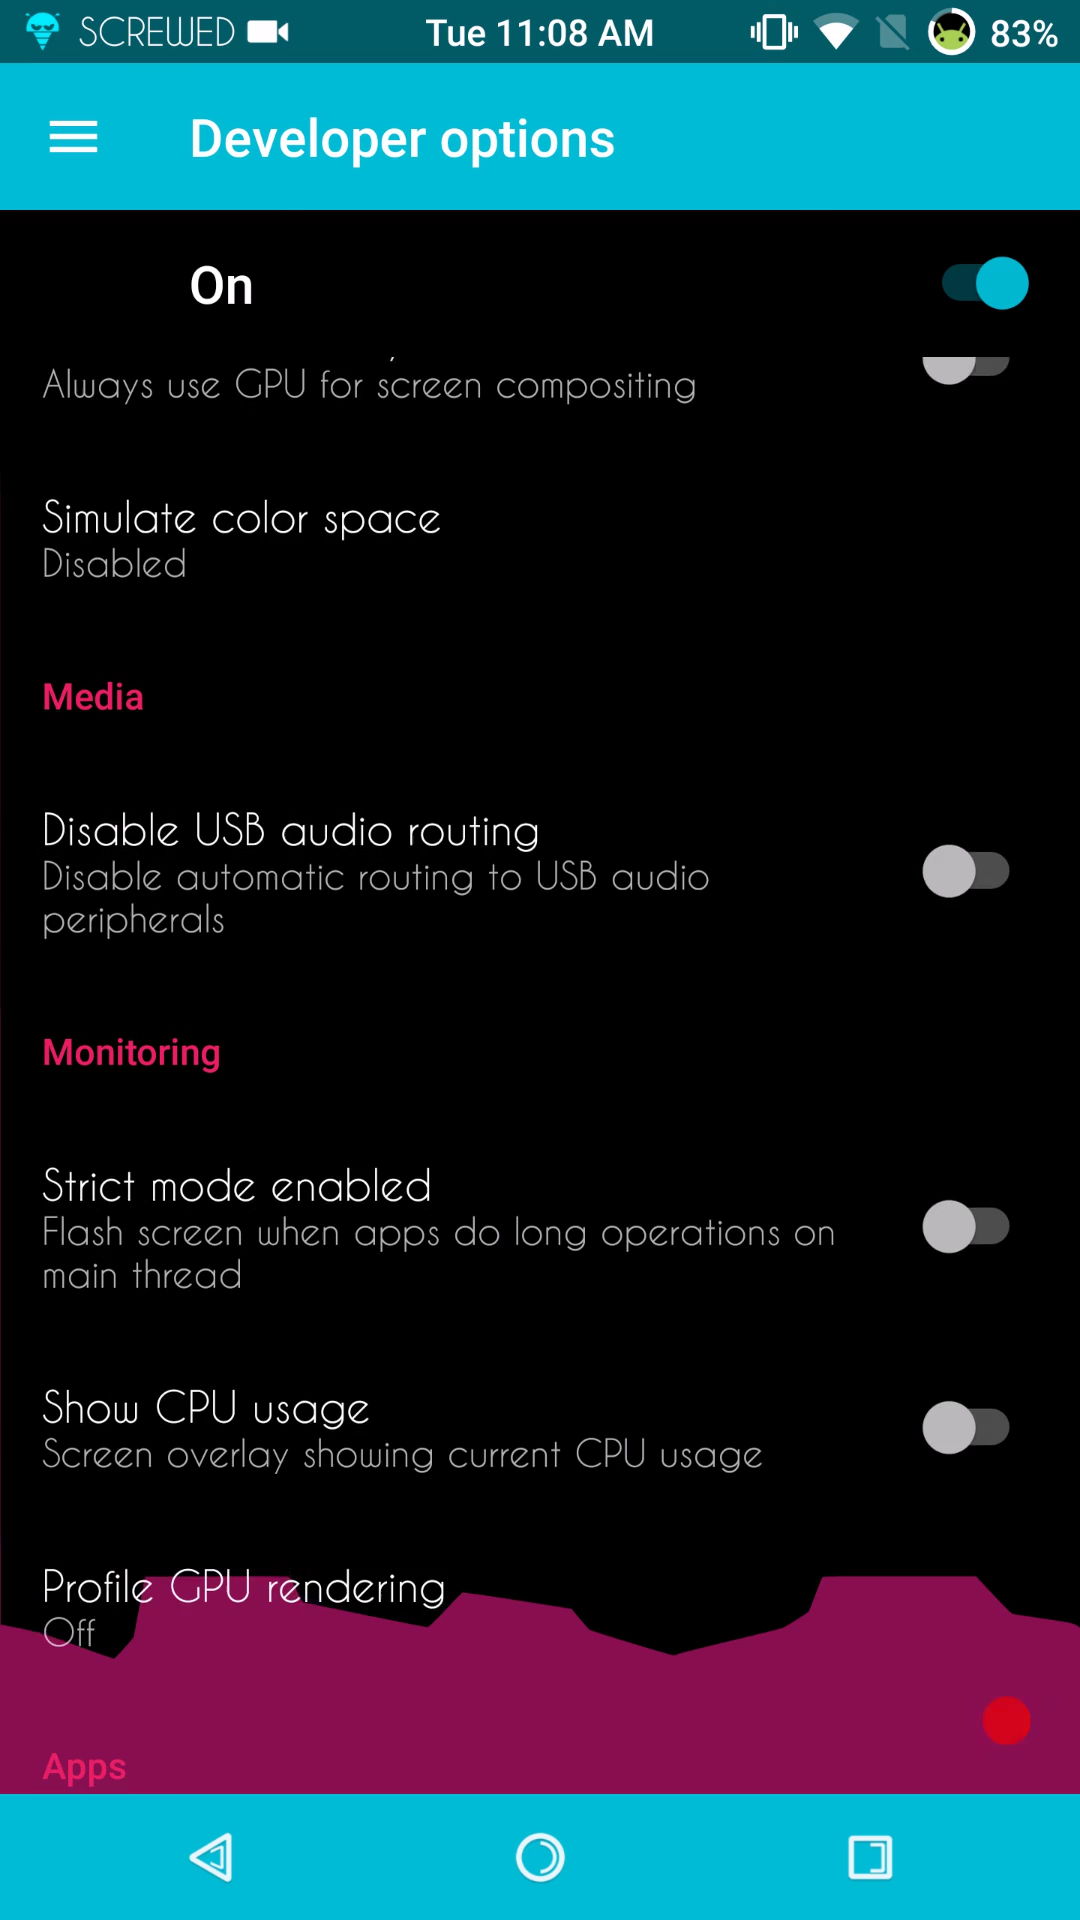 SCREWED Tue 11:08 AM 83%
Developer options
On
Always use GPU for screen compositing
Simulate color space
Disabled
Media
Disable USB audio routing
Disable automatic routing to USB audio
peripherals
Monitoring
Strict mode enabled
Flash screen when apps do long operations on
main thread
Show CPU usage
Screen overlay showing current CPU usage
Profile GPU rendering
Off
Apps